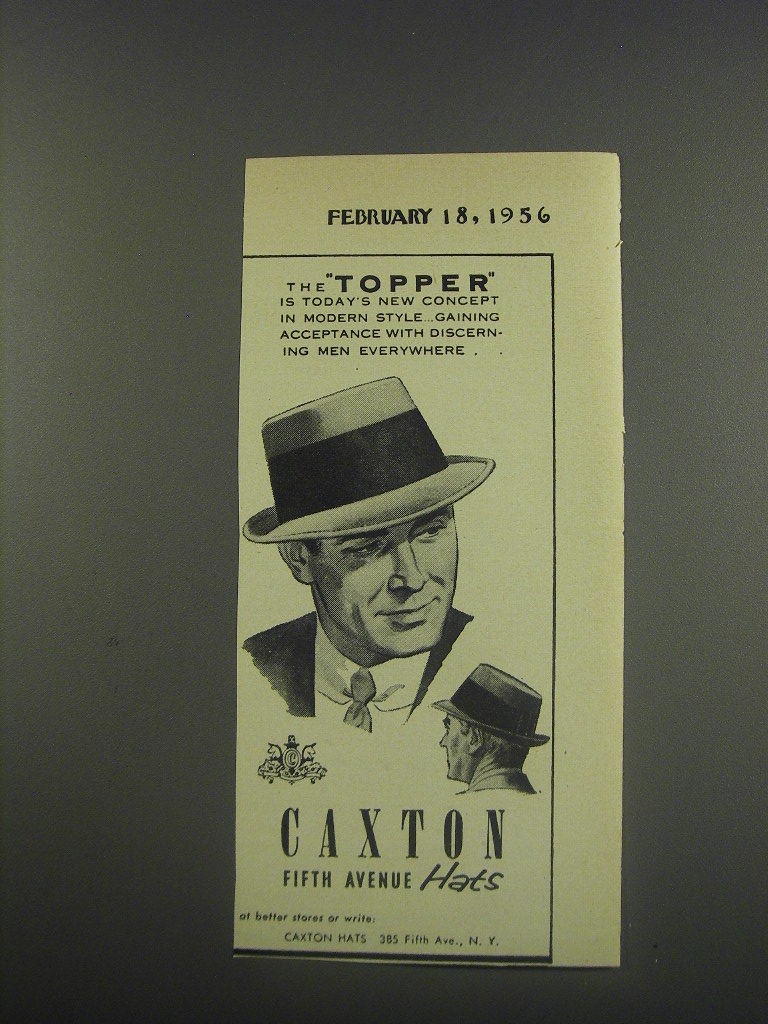 FEBRUARY 18, 1956
THE "TOPPER"
IS TODAY'S NEW CONCEPT
IN MODERN STYLE...GAINING
ACCEPTANCE WITH DISCERN-
ING MEN EVERYWHERE . .
C
CAXTON
FIFTH AVENUE Hats
at better stores or write:
CAXTON HATS 385 Fifth Ave., N. Y.